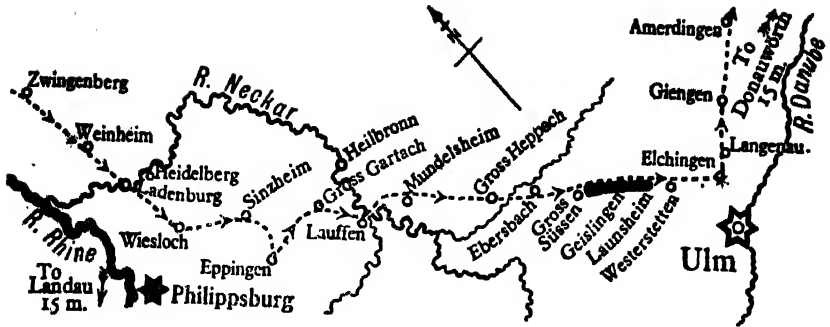 Zwingenberg
Weinheim
R. Neckar
N
Heidelberg
Ladenburg
Wiesloch
Sinzheim
Eppingen
Heilbronn
Gross Gartach
Lauffen
Mundelsheim
Gross Heppach
Ebersbach
Gross
Süssen
Geislingen
Launsheim
Westerstetten
Elchingen
Langenau
Giengen
Amerdingen
To
Donauwörth
15 m.
R. Danube
Ulm
R. Rhine
To
Landau
15 m.
Philippsburg